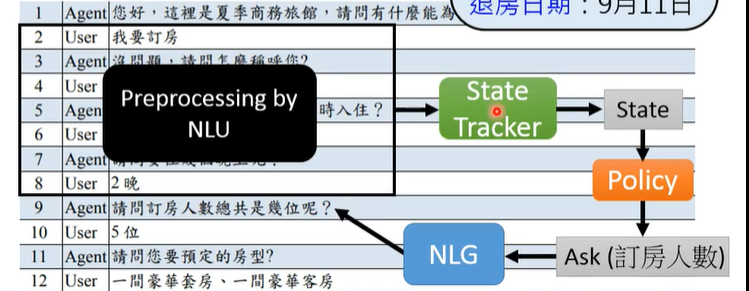 退房日期：9月11日
1 Agent 您好，這裡是夏季商務旅館，請問有什麼能為
2 User 我要訂房
3 Agent 沒問題，請問怎麼稱呼您?
4 User
5 Agen 時入住？
6 User
7 Agent
8 User 2 晚
9 Agent 請問訂房人數總共是幾位呢？
10 User 5 位
11 Agent 請問您要預定的房型?
12 User 一間豪華套房、一間豪華客房
Preprocessing by
NLU
State
Tracker
State
Policy
Ask (訂房人數)
NLG